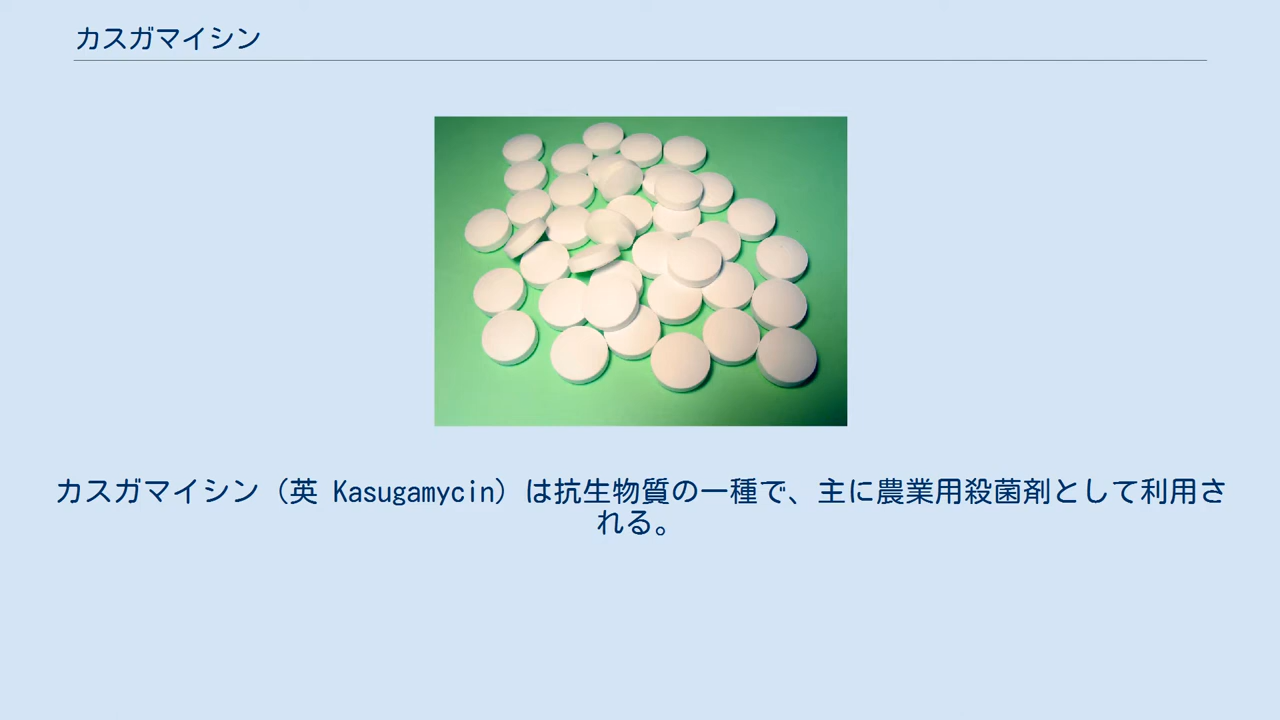 カスガマイシン
カスガマイシン（英 Kasugamycin）は抗生物質の一種で、主に農業用殺菌剤として利用さ
れる。